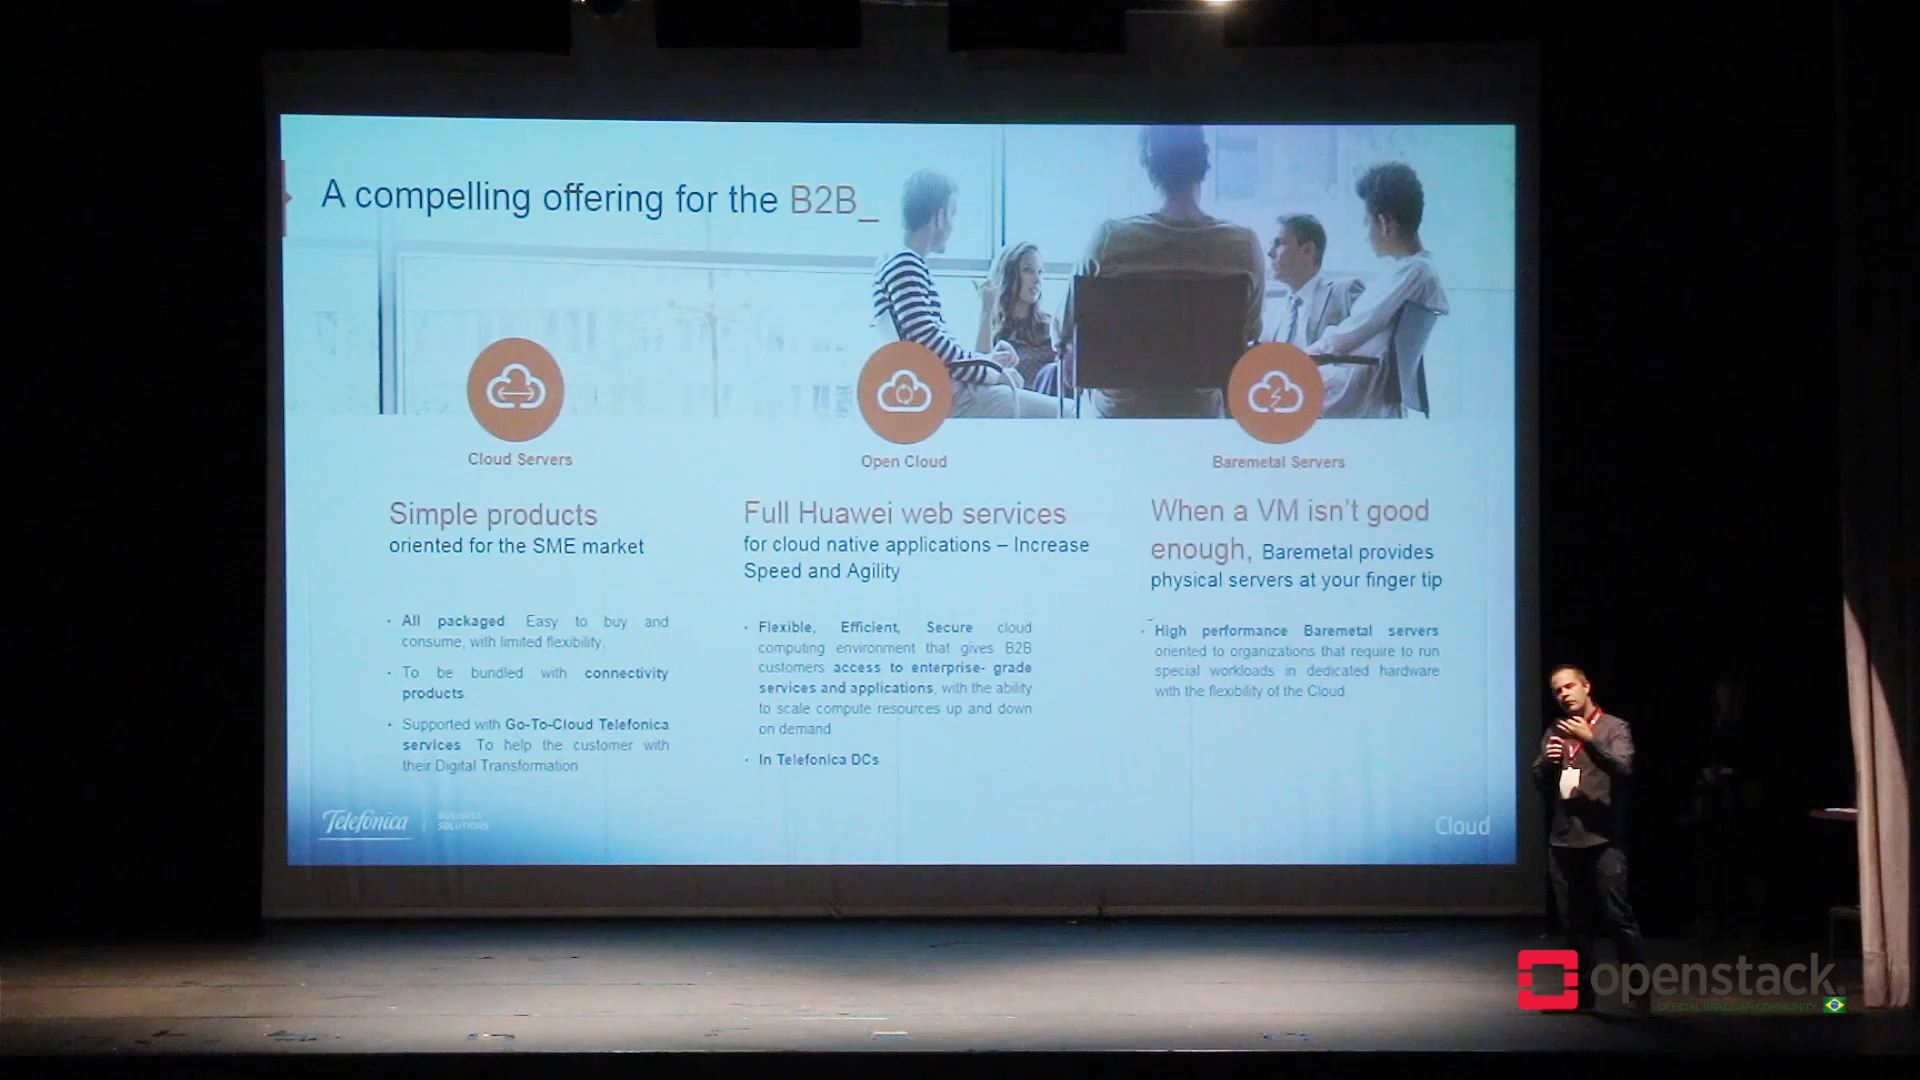 A compelling offering for the B2B_
Cloud Servers
Simple products
oriented for the SME market
· All packaged: Easy to buy and
consume, with limited flexibility.
· To be bundled with connectivity
products.
· Supported with Go-To-Cloud Telefonica
services. To help the customer with
their Digital Transformation
Open Cloud
Full Huawei web services
for cloud native applications – Increase
Speed and Agility
· Flexible, Efficient, Secure cloud
computing environment that gives B2B
customers access to enterprise- grade
services and applications, with the ability
to scale compute resources up and down
on demand
· In Telefonica DCs
Baremetal Servers
When a VM isn't good
enough, Baremetal provides
physical servers at your finger tip
· High performance Baremetal servers
oriented to organizations that require to run
special workloads in dedicated hardware
with the flexibility of the Cloud.
Telefónica
BUSINESS
SOLUTIONS
Cloud
openstack®
OFFICIAL BRAZILIAN COMMUNITY